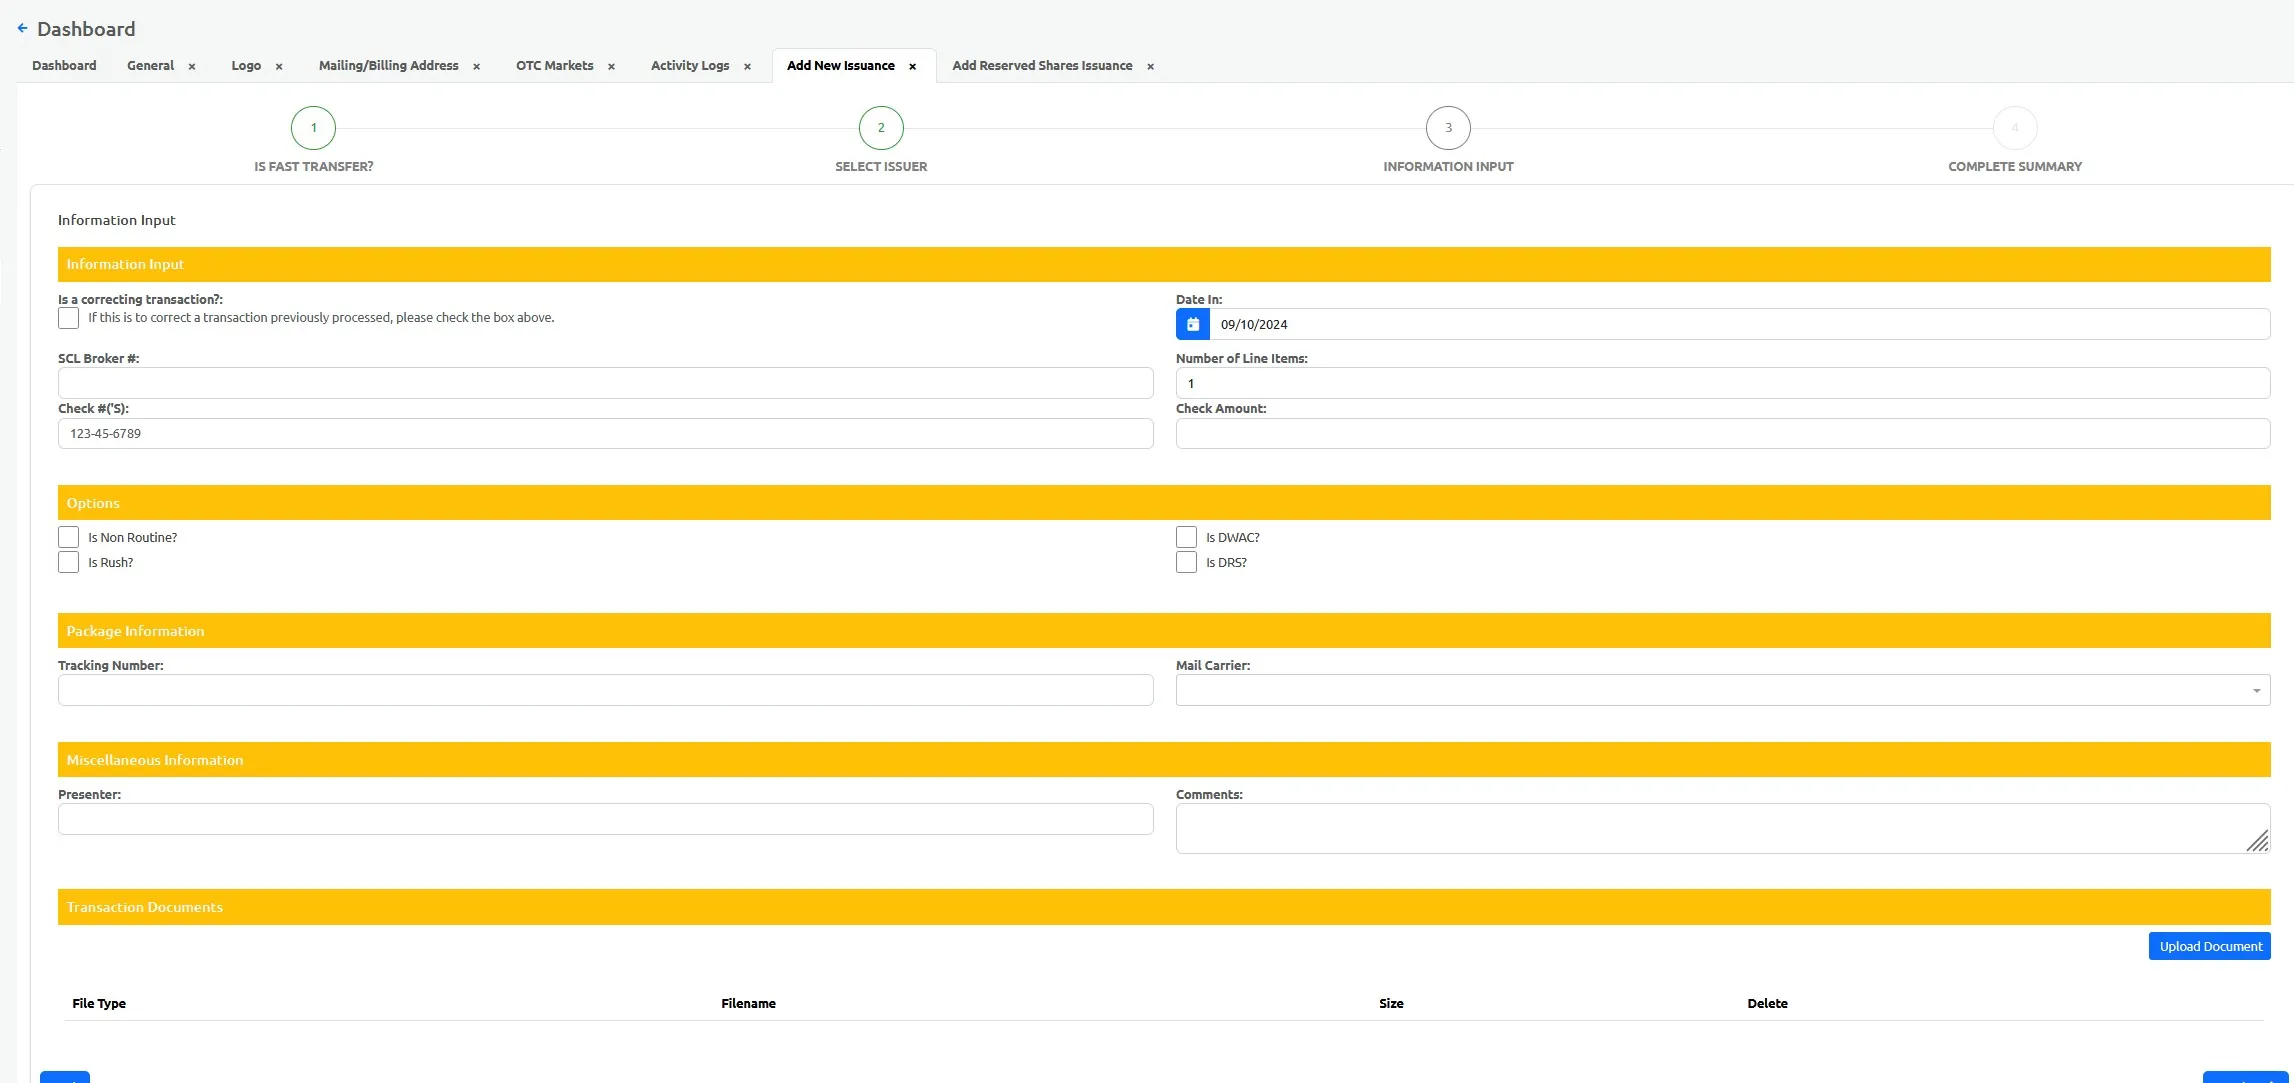 Dashboard
Dashboard General × Logo × Mailing/Billing Address × OTC Markets × Activity Logs × Add New Issuance × Add Reserved Shares Issuance ×
1 2 3 4
IS FAST TRANSFER? SELECT ISSUER INFORMATION INPUT COMPLETE SUMMARY
Information Input
Information Input
Is a correcting transaction?: Date In:
If this is to correct a transaction previously processed, please check the box above. 09/10/2024
SCL Broker #: Number of Line Items:
1
Check #('S): Check Amount:
123-45-6789
Options
Is Non Routine? Is DWAC?
Is Rush? Is DRS?
Package Information
Tracking Number: Mail Carrier:
Miscellaneous Information
Presenter: Comments:
Transaction Documents
Upload Document
File Type Filename Size Delete